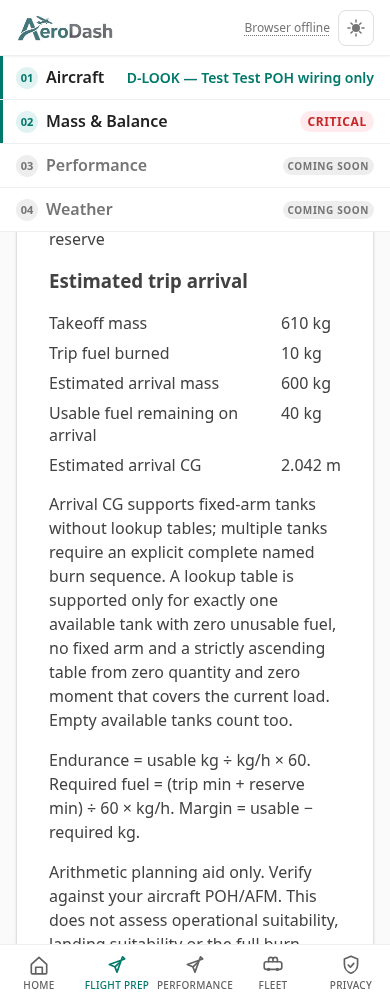 AeroDash
Browser offline
01 Aircraft D-LOOK — Test Test POH wiring only
02 Mass & Balance CRITICAL
03 Performance COMING SOON
04 Weather COMING SOON
reserve
Estimated trip arrival
Takeoff mass 610 kg
Trip fuel burned 10 kg
Estimated arrival mass 600 kg
Usable fuel remaining on 40 kg
arrival
Estimated arrival CG 2.042 m
Arrival CG supports fixed-arm tanks
without lookup tables; multiple tanks
require an explicit complete named
burn sequence. A lookup table is
supported only for exactly one
available tank with zero unusable fuel,
no fixed arm and a strictly ascending
table from zero quantity and zero
moment that covers the current load.
Empty available tanks count too.
Endurance = usable kg ÷ kg/h × 60.
Required fuel = (trip min + reserve
min) ÷ 60 × kg/h. Margin = usable −
required kg.
Arithmetic planning aid only. Verify
against your aircraft POH/AFM. This
does not assess operational suitability,
landing suitability or the full burn
HOME FLIGHT PREP PERFORMANCE FLEET PRIVACY